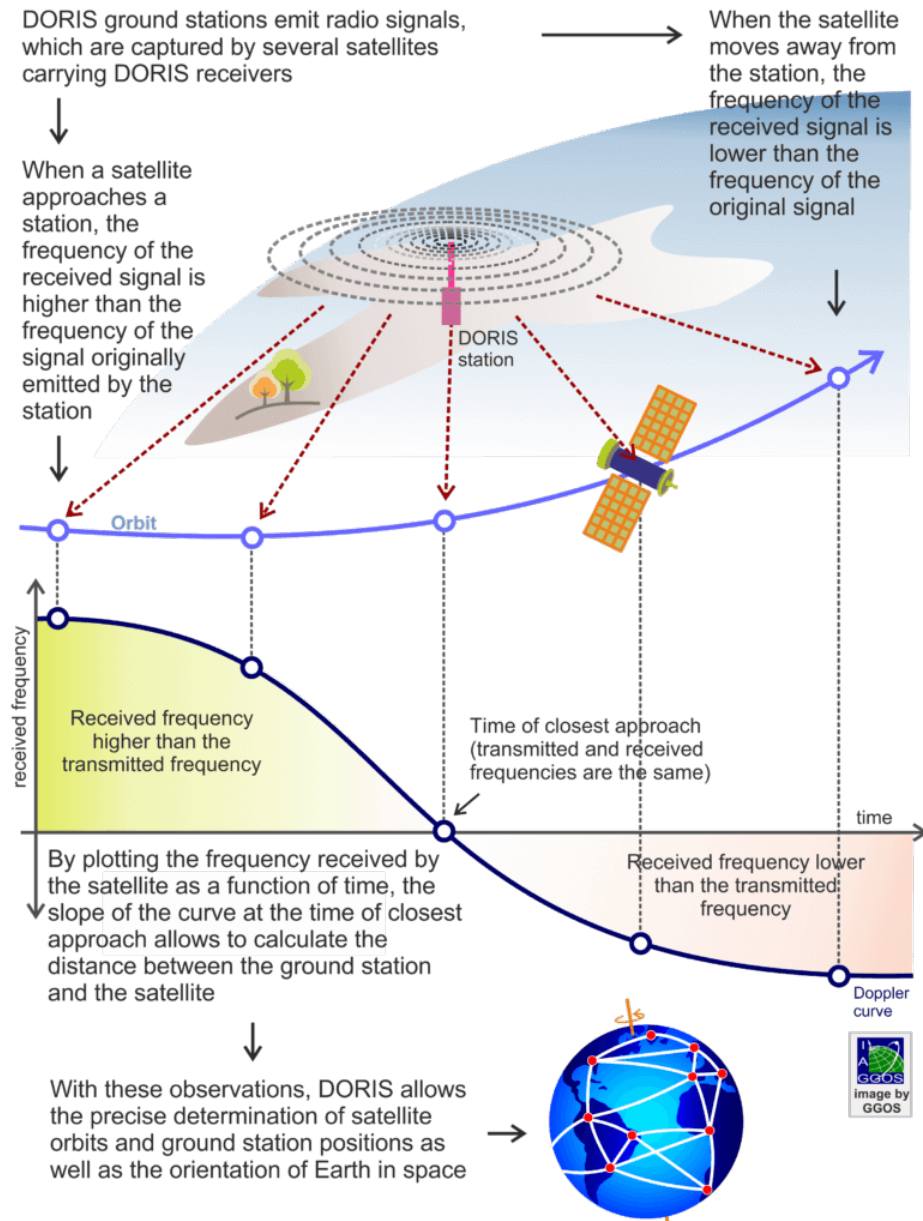 DORIS ground stations emit radio signals,
which are captured by several satellites
carrying DORIS receivers
When the satellite
moves away from
the station, the
frequency of the
received signal is
lower than the
frequency of the
original signal
When a satellite
approaches a
station, the
frequency of the
received signal is
higher than the
frequency of the
signal originally
emitted by the
station
DORIS
station
Orbit
received frequency
Received frequency
higher than the
transmitted frequency
Time of closest approach
(transmitted and received
frequencies are the same)
time
Received frequency lower
than the transmitted
frequency
By plotting the frequency received by
the satellite as a function of time, the
slope of the curve at the time of closest
approach allows to calculate the
distance between the ground station
and the satellite
Doppler
curve
With these observations, DORIS allows
the precise determination of satellite
orbits and ground station positions as
well as the orientation of Earth in space
I
A
G
GGOS
image by
GGOS